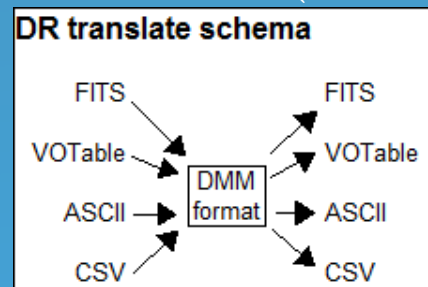 DR translate schema
FITS FITS
VOTable VOTable
DMM
ASCII format ASCII
CSV CSV